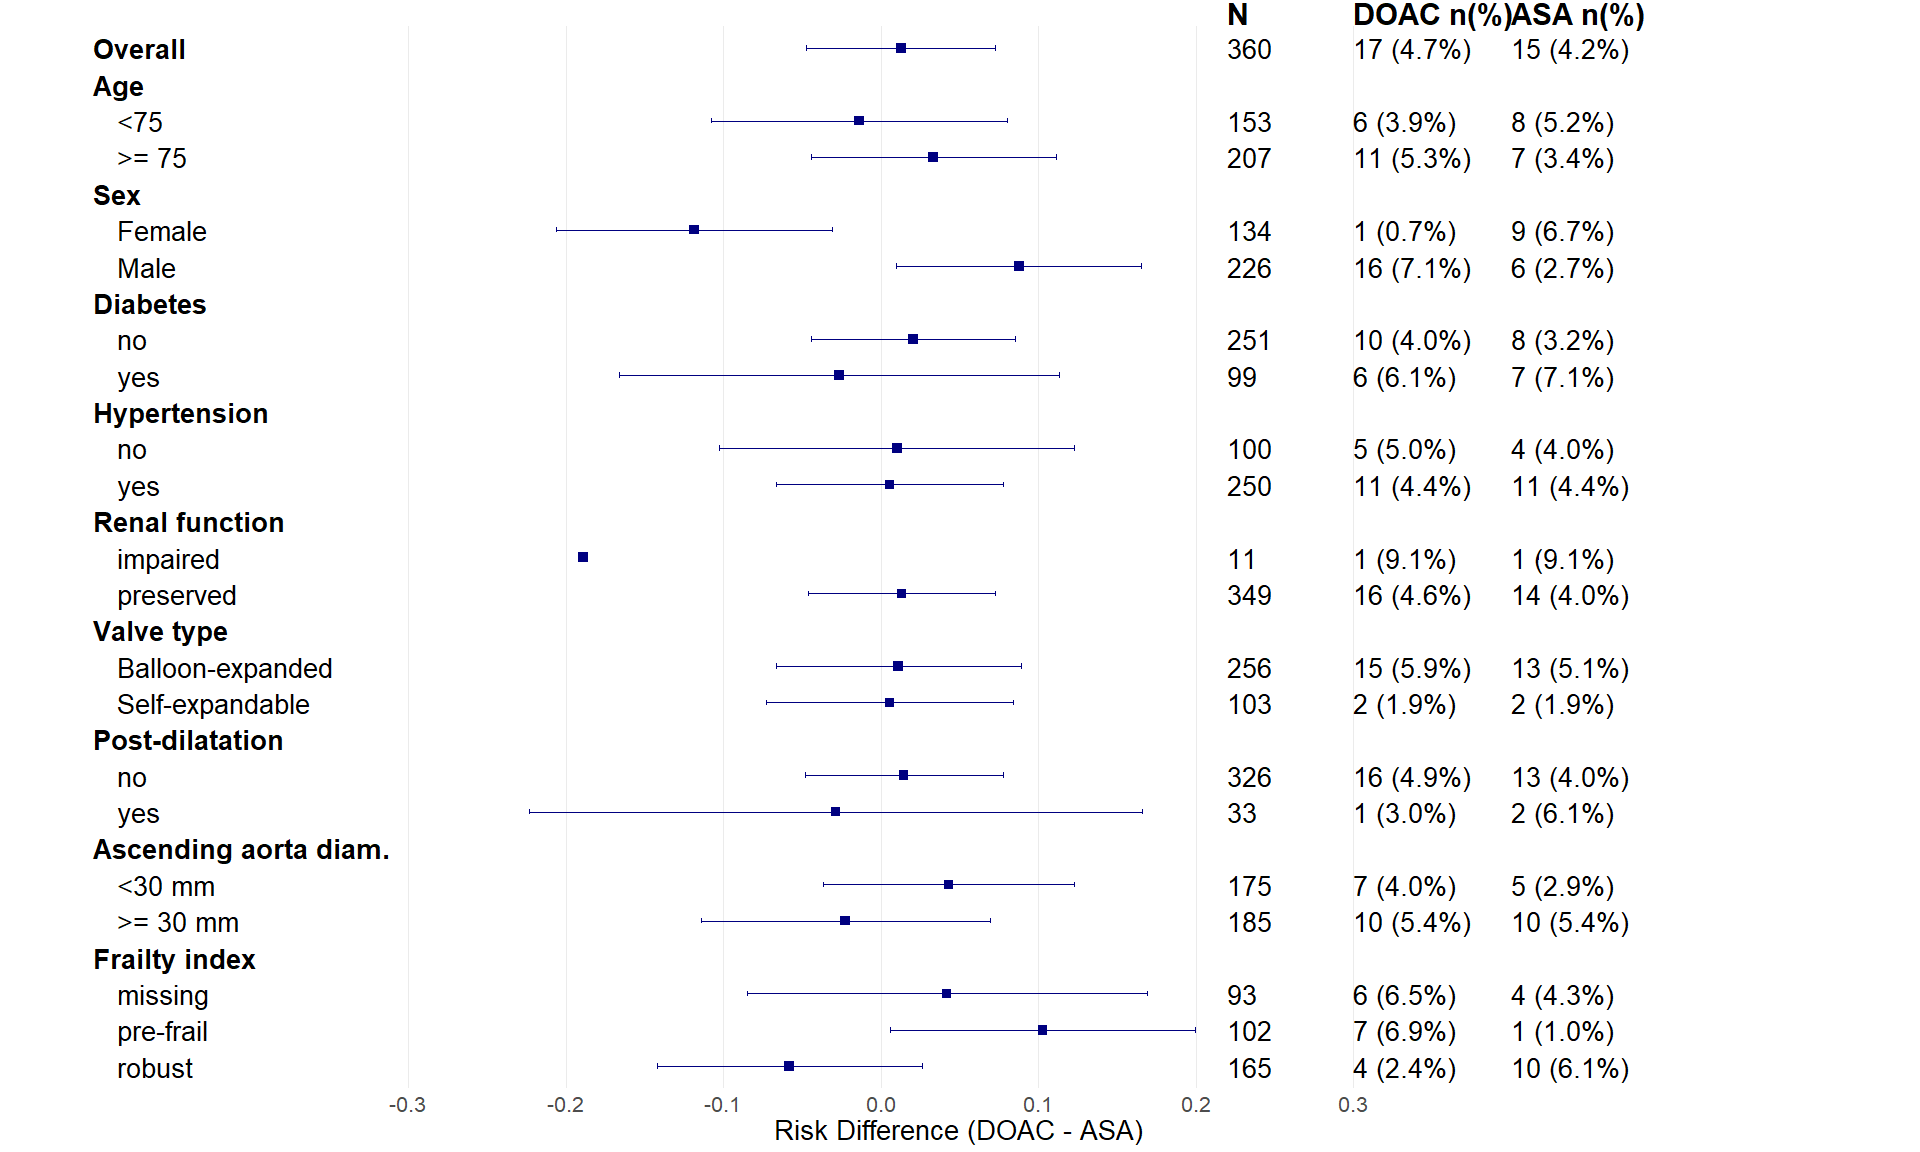 N DOAC n(%) ASA n(%)
Overall 360 17 (4.7%) 15 (4.2%)
Age
<75 153 6 (3.9%) 8 (5.2%)
>= 75 207 11 (5.3%) 7 (3.4%)
Sex
Female 134 1 (0.7%) 9 (6.7%)
Male 226 16 (7.1%) 6 (2.7%)
Diabetes
no 251 10 (4.0%) 8 (3.2%)
yes 99 6 (6.1%) 7 (7.1%)
Hypertension
no 100 5 (5.0%) 4 (4.0%)
yes 250 11 (4.4%) 11 (4.4%)
Renal function
impaired 11 1 (9.1%) 1 (9.1%)
preserved 349 16 (4.6%) 14 (4.0%)
Valve type
Balloon-expanded 256 15 (5.9%) 13 (5.1%)
Self-expandable 103 2 (1.9%) 2 (1.9%)
Post-dilatation
no 326 16 (4.9%) 13 (4.0%)
yes 33 1 (3.0%) 2 (6.1%)
Ascending aorta diam.
<30 mm 175 7 (4.0%) 5 (2.9%)
>= 30 mm 185 10 (5.4%) 10 (5.4%)
Frailty index
missing 93 6 (6.5%) 4 (4.3%)
pre-frail 102 7 (6.9%) 1 (1.0%)
robust 165 4 (2.4%) 10 (6.1%)
-0.3 -0.2 -0.1 0.0 0.1 0.2 0.3
Risk Difference (DOAC - ASA)